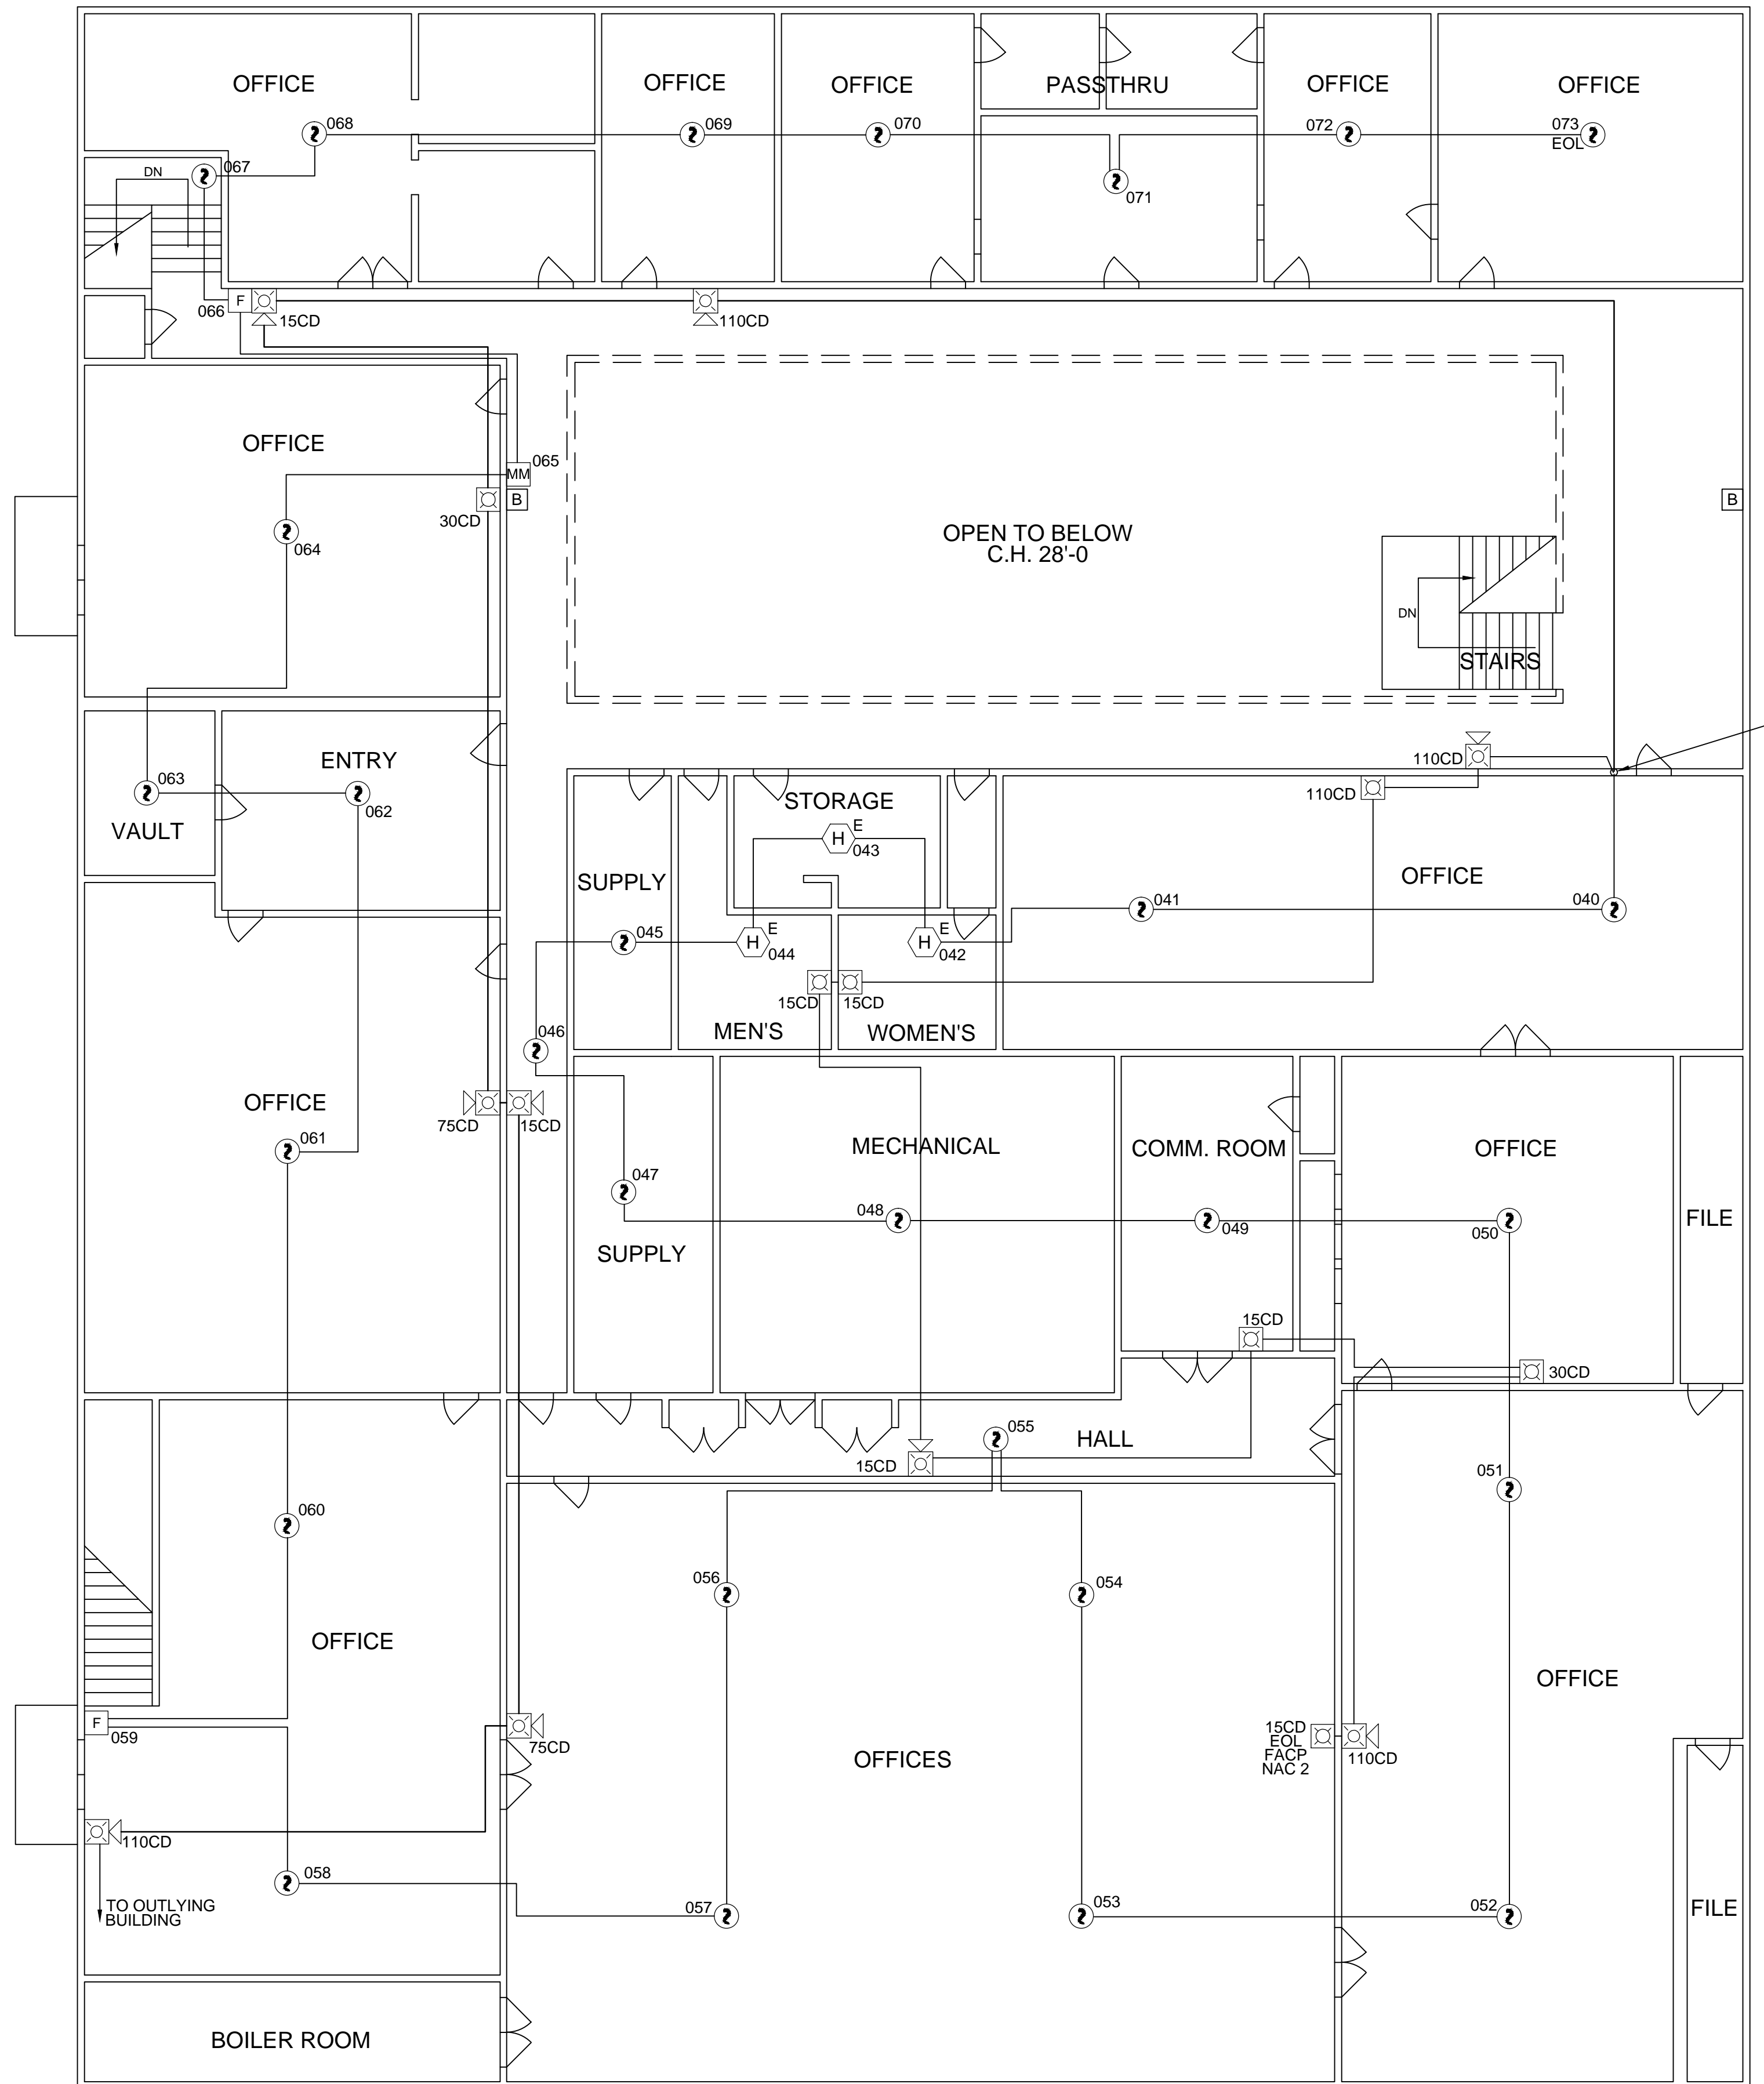 OFFICE
OFFICE
OFFICE
PASSTHRU
OFFICE
OFFICE
068
069
070
072
073
EOL
067
DN
071
066
F
15CD
110CD
OFFICE
065
MM
B
30CD
064
B
OPEN TO BELOW
C.H. 28'-0
DN
STAIRS
110CD
110CD
063
VAULT
ENTRY
062
STORAGE
E
H
043
SUPPLY
OFFICE
041
040
045
E
H
044
E
H
042
15CD
15CD
MEN'S
WOMEN'S
046
OFFICE
75CD
15CD
061
MECHANICAL
COMM. ROOM
OFFICE
047
048
049
050
FILE
SUPPLY
15CD
30CD
055
HALL
15CD
051
060
056
054
OFFICE
OFFICE
F
059
75CD
OFFICES
15CD
EOL
FACP
NAC 2
110CD
110CD
058
TO OUTLYING
BUILDING
057
053
052
FILE
BOILER ROOM